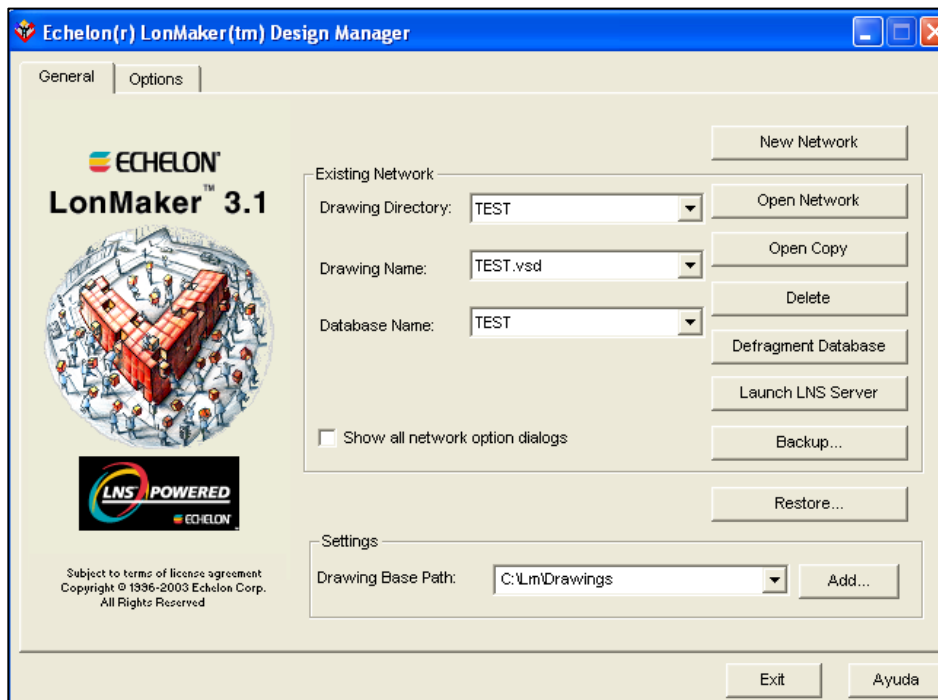 Echelon(r) LonMaker(tm) Design Manager
General Options
ECHELON®
LonMaker™ 3.1
LNS POWERED
ECHELON
Subject to terms of license agreement
Copyright © 1996-2003 Echelon Corp.
All Rights Reserved
New Network
Existing Network
Drawing Directory: TEST
Open Network
Open Copy
Drawing Name: TEST.vsd
Delete
Database Name: TEST
Defragment Database
Launch LNS Server
Show all network option dialogs
Backup...
Restore...
Settings
Drawing Base Path: C:\Lm\Drawings Add...
Exit Ayuda